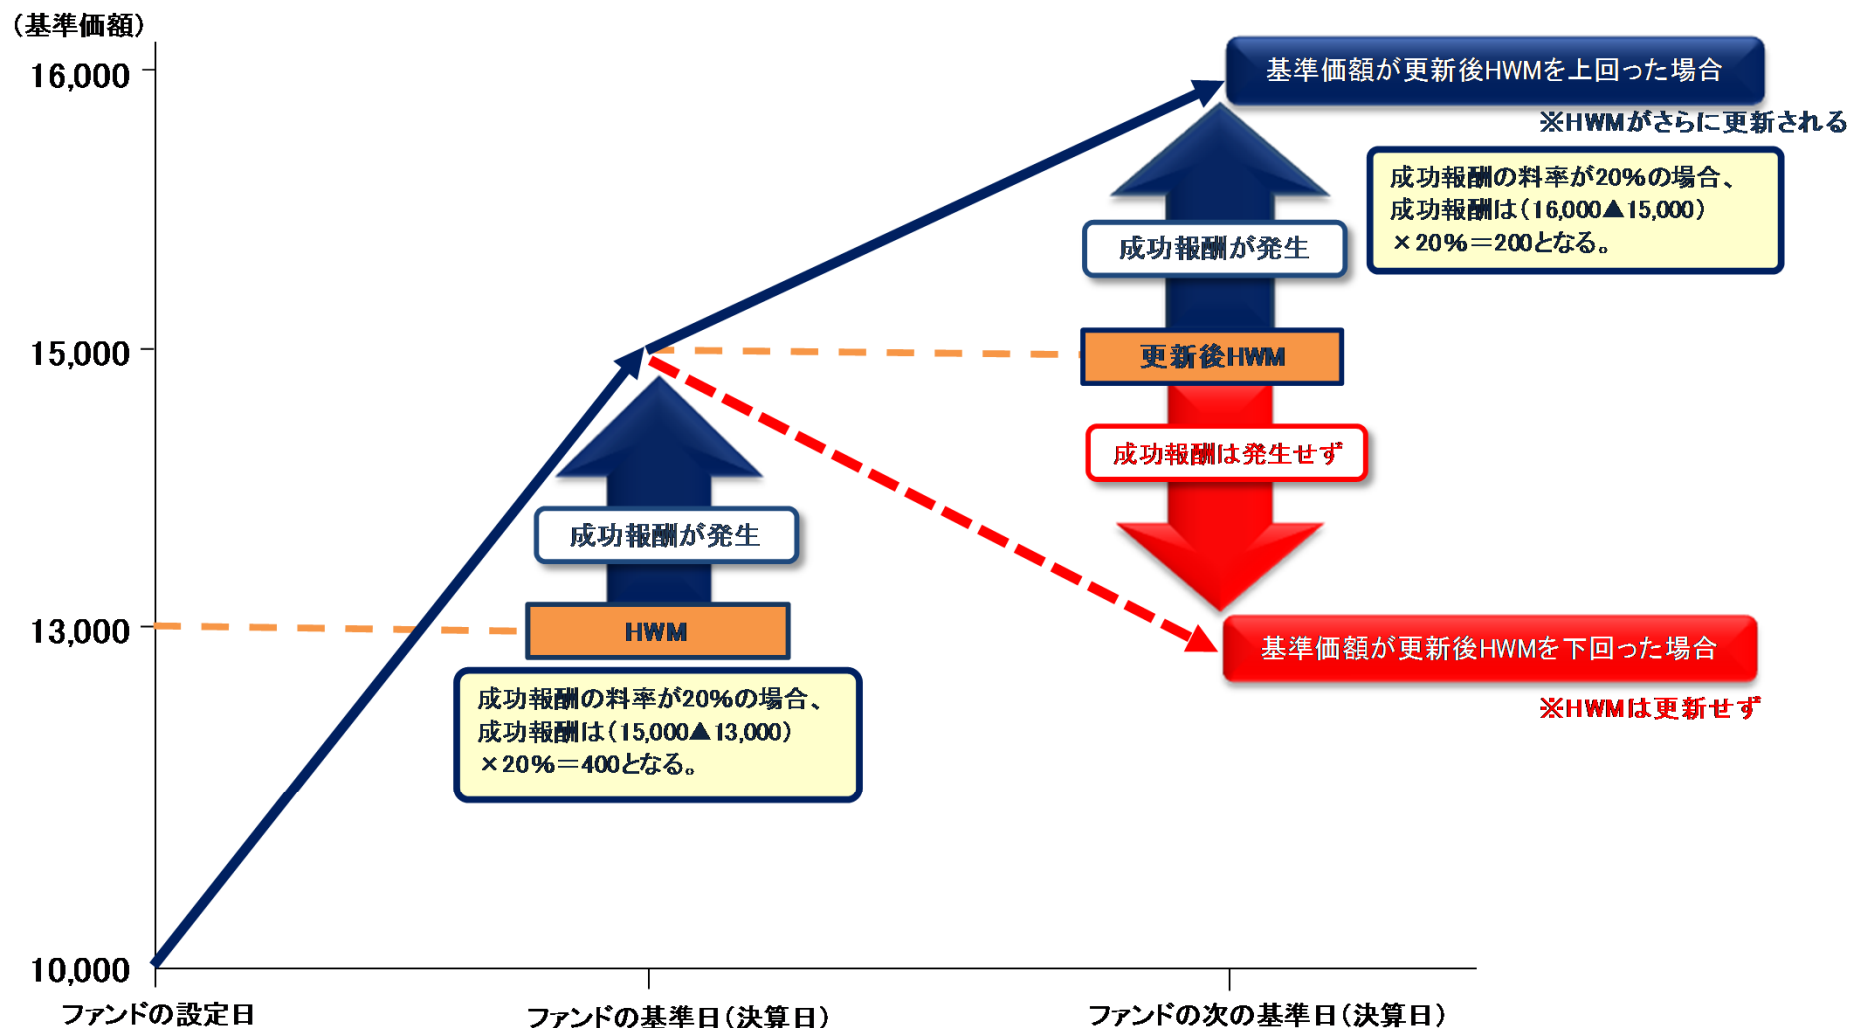 （基準価額）
16,000
基準価額が更新後HWMを上回った場合
※HWMがさらに更新される
成功報酬の料率が20%の場合、
成功報酬は（16,000▲15,000）
×20%＝200となる。
成功報酬が発生
15,000
更新後HWM
成功報酬は発生せず
成功報酬が発生
13,000
HWM
基準価額が更新後HWMを下回った場合
※HWMは更新せず
成功報酬の料率が20%の場合、
成功報酬は（15,000▲13,000）
×20%＝400となる。
10,000
ファンドの設定日
ファンドの基準日（決算日）
ファンドの次の基準日（決算日）